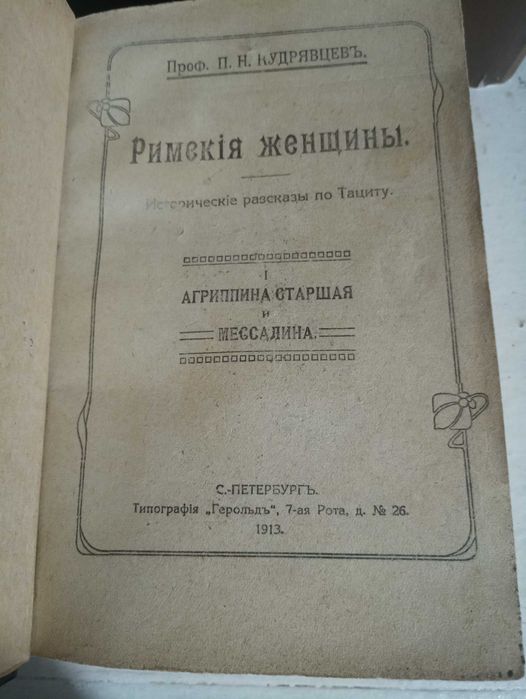 Проф. П. Н. КУДРЯВЦЕВЪ.
Римскія женщины.
Историческіе разсказы по Тациту.
I
АГРИППИНА СТАРШАЯ
и
МЕССАЛИНА.
С.-ПЕТЕРБУРГЪ.
Типографія „Герольдъ“, 7-ая Рота, д. № 26.
1913.